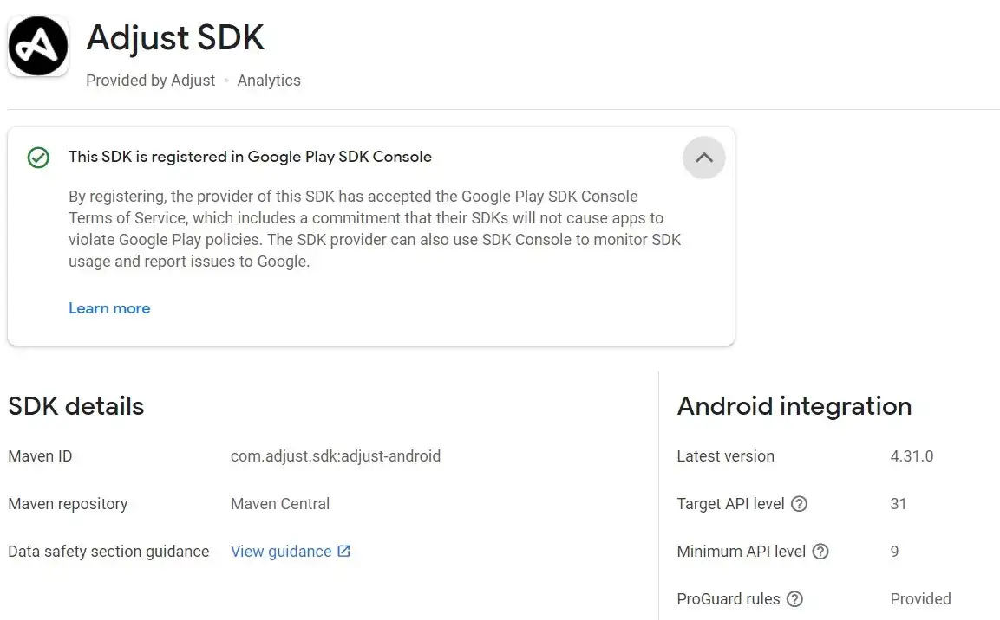 Adjust SDK
Provided by Adjust • Analytics
This SDK is registered in Google Play SDK Console
By registering, the provider of this SDK has accepted the Google Play SDK Console
Terms of Service, which includes a commitment that their SDKs will not cause apps to
violate Google Play policies. The SDK provider can also use SDK Console to monitor SDK
usage and report issues to Google.
Learn more
SDK details
Maven ID com.adjust.sdk:adjust-android
Maven repository Maven Central
Data safety section guidance View guidance
Android integration
Latest version 4.31.0
Target API level 31
Minimum API level 9
ProGuard rules Provided